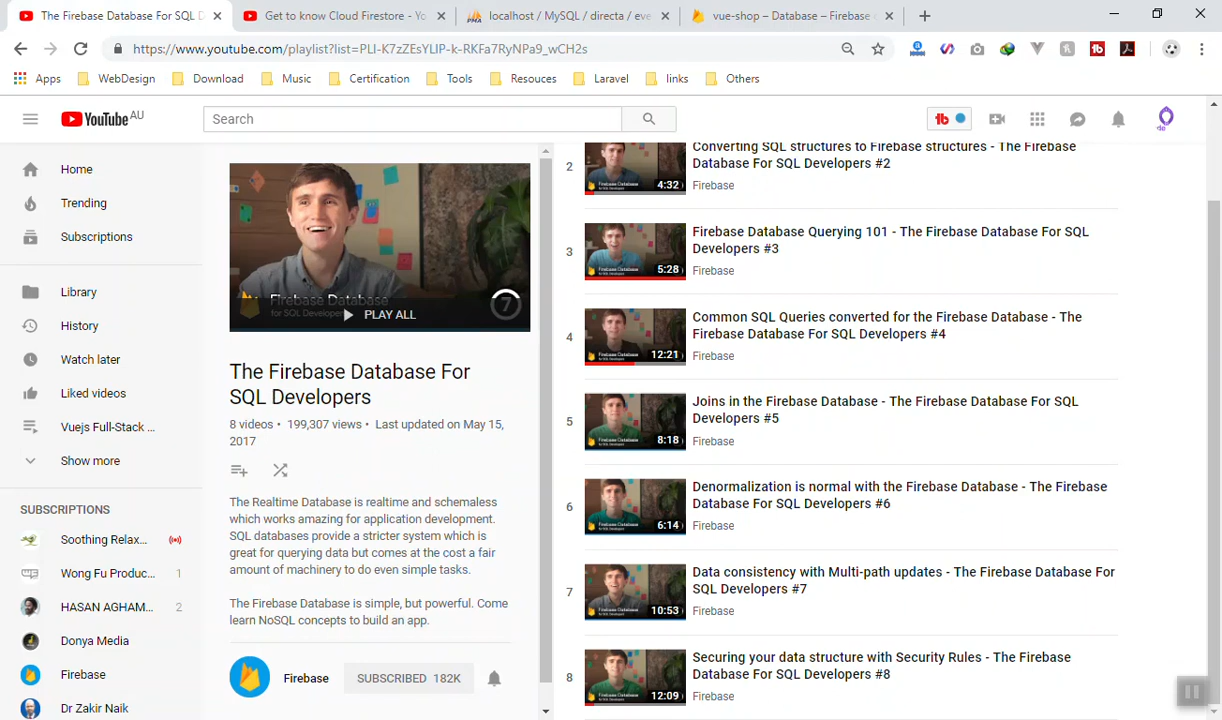 The Firebase Database For SQL D
Get to know Cloud Firestore - Yo
localhost / MySQL / directa / eve
vue-shop – Database – Firebase c
https://www.youtube.com/playlist?list=PLI-K7zZEsYLlP-k-RKFa7RyNPa9_wCH2s
Apps
WebDesign
Download
Music
Certification
Tools
Resouces
Laravel
links
Others
YouTube AU
Search
Home
Trending
Subscriptions
Library
History
Watch later
Liked videos
Vuejs Full-Stack ...
Show more
SUBSCRIPTIONS
Soothing Relax...
Wong Fu Produc... 1
HASAN AGHAM... 2
Donya Media
Firebase
Dr Zakir Naik
Firebase Database
for SQL Developers
7
PLAY ALL
The Firebase Database For
SQL Developers
8 videos • 199,307 views • Last updated on May 15,
2017
The Realtime Database is realtime and schemaless
which works amazing for application development.
SQL databases provide a stricter system which is
great for querying data but comes at the cost a fair
amount of machinery to do even simple tasks.
The Firebase Database is simple, but powerful. Come
learn NoSQL concepts to build an app.
Firebase
SUBSCRIBED 182K
2
4:32
Converting SQL structures to Firebase structures - The Firebase
Database For SQL Developers #2
Firebase
3
5:28
Firebase Database Querying 101 - The Firebase Database For SQL
Developers #3
Firebase
4
12:21
Common SQL Queries converted for the Firebase Database - The
Firebase Database For SQL Developers #4
Firebase
5
8:18
Joins in the Firebase Database - The Firebase Database For SQL
Developers #5
Firebase
6
6:14
Denormalization is normal with the Firebase Database - The Firebase
Database For SQL Developers #6
Firebase
7
10:53
Data consistency with Multi-path updates - The Firebase Database For
SQL Developers #7
Firebase
8
12:09
Securing your data structure with Security Rules - The Firebase
Database For SQL Developers #8
Firebase